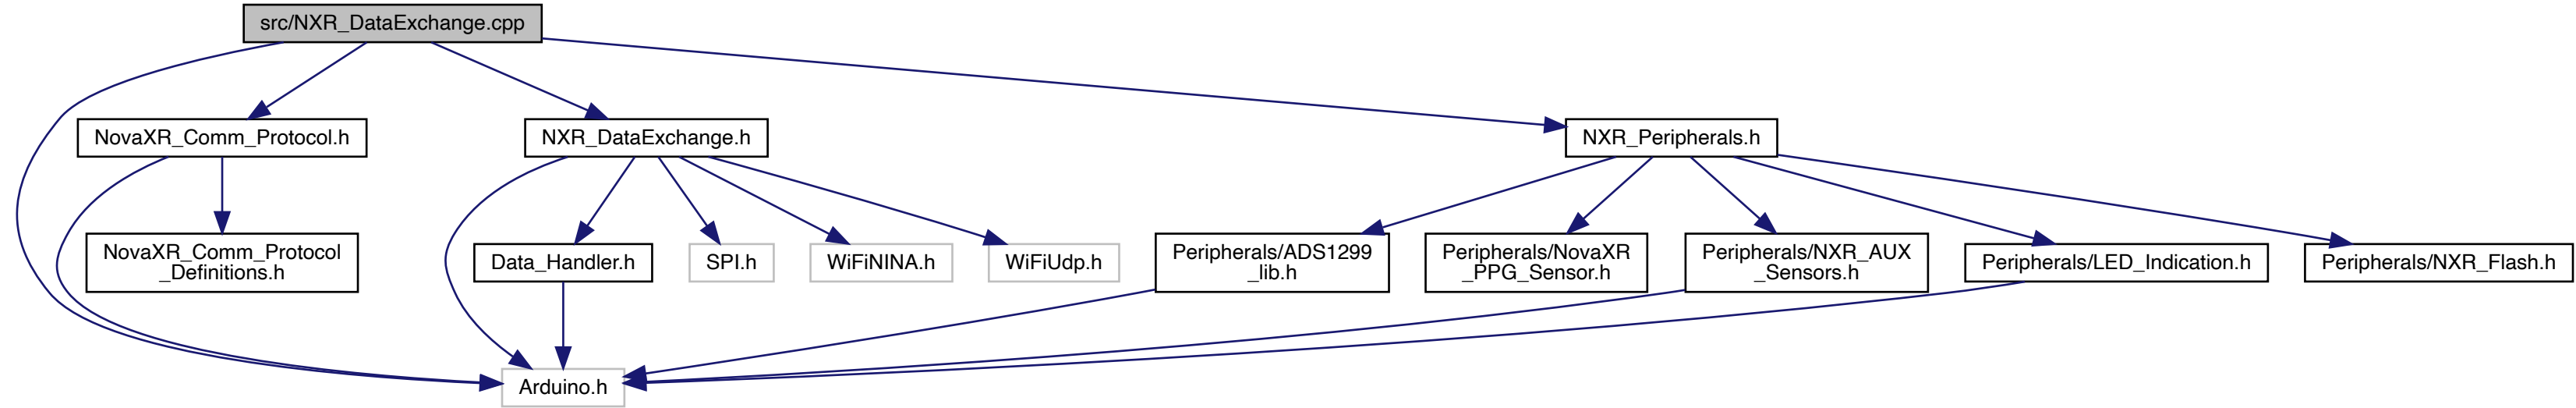 src/NXR_DataExchange.cpp
NovaXR_Comm_Protocol.h
NXR_DataExchange.h
NXR_Peripherals.h
NovaXR_Comm_Protocol
_Definitions.h
Data_Handler.h
SPI.h
WiFiNINA.h
WiFiUdp.h
Peripherals/ADS1299
_lib.h
Peripherals/NovaXR
_PPG_Sensor.h
Peripherals/NXR_AUX
_Sensors.h
Peripherals/LED_Indication.h
Peripherals/NXR_Flash.h
Arduino.h